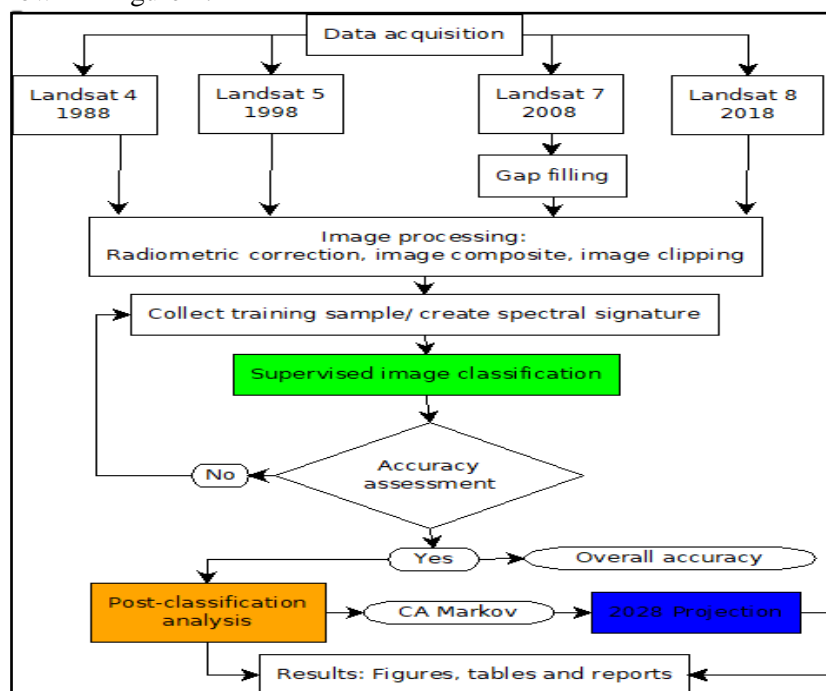 Data acquisition
Landsat 4
1988
Landsat 5
1998
Landsat 7
2008
Landsat 8
2018
Gap filling
Image processing:
Radiometric correction, image composite, image clipping
Collect training sample/ create spectral signature
Supervised image classification
Accuracy
assessment
No
Yes
Overall accuracy
Post-classification
analysis
CA Markov
2028 Projection
Results: Figures, tables and reports